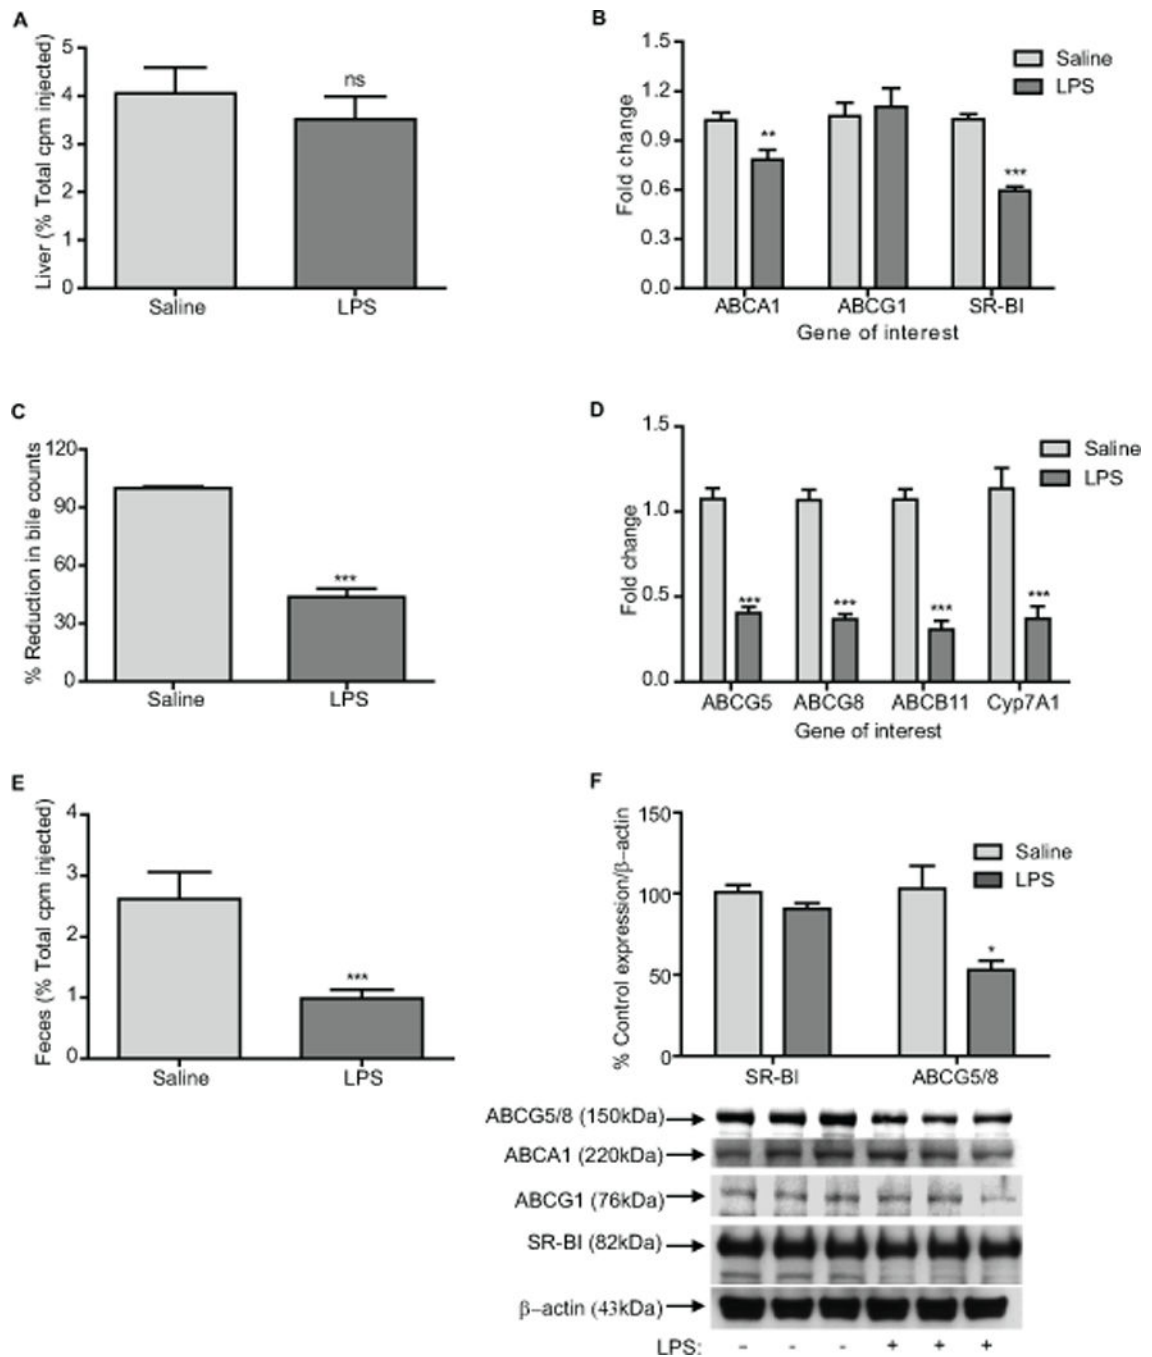 A
Liver (% Total cpm injected)
5
4
3
2
1
0
ns
Saline
LPS
B
Fold change
1.5
1.2
0.9
0.6
0.3
0.0
Saline
LPS
**
***
ABCA1
ABCG1
SR-BI
Gene of interest
C
% Reduction in bile counts
120
90
60
30
0
***
Saline
LPS
D
Fold change
1.5
1.0
0.5
0.0
Saline
LPS
***
***
***
***
ABCG5
ABCG8
ABCB11
Cyp7A1
Gene of interest
E
Feces (% Total cpm injected)
4
3
2
1
0
***
Saline
LPS
F
% Control expression/β−actin
150
100
50
0
Saline
LPS
*
SR-BI
ABCG5/8
ABCG5/8 (150kDa)
ABCA1 (220kDa)
ABCG1 (76kDa)
SR-BI (82kDa)
β−actin (43kDa)
LPS: - - - + + +